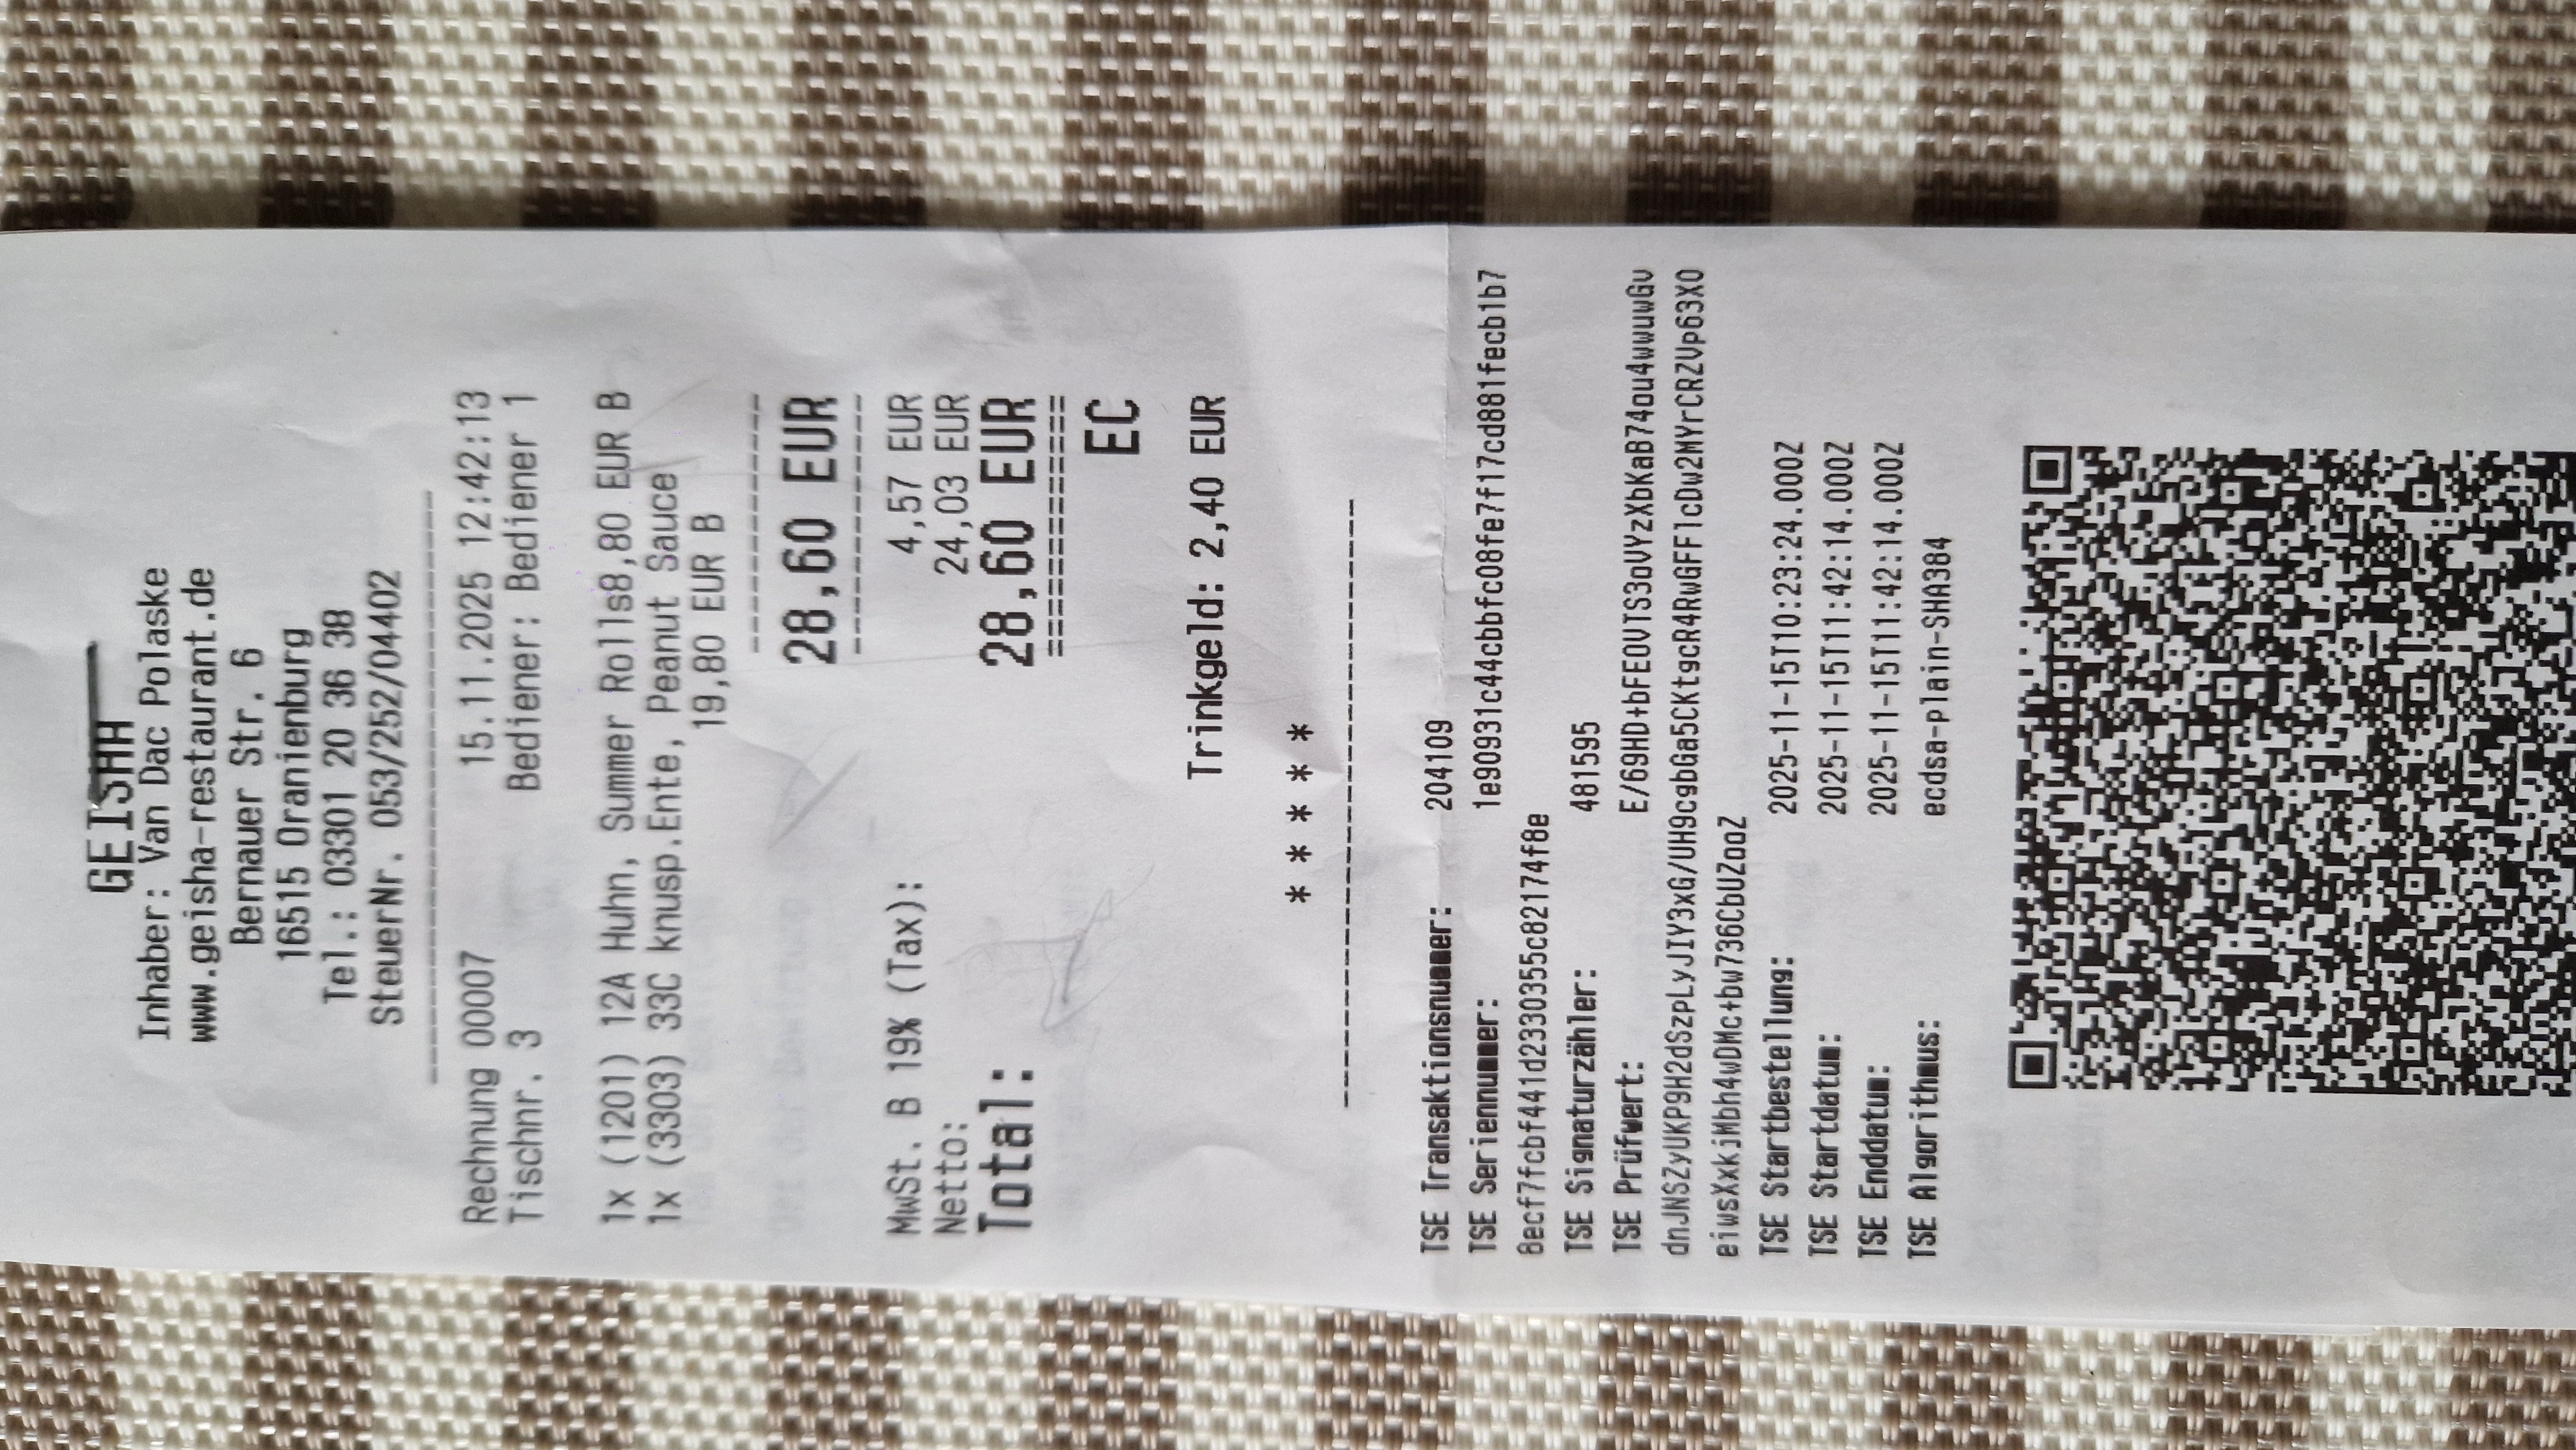 GEISHA
Inhaber: Van Dac Polaske
www.geisha-restaurant.de
Bernauer Str. 6
16515 Oranienburg
Tel.: 03301 20 36 38
SteuerNr. 053/252/04402
Rechnung 00007 15.11.2025 12:42:13
Tischnr. 3 Bediener: Bediener 1
1x (1201) 12A Huhn, Summer Rolls8,80 EUR B
1x (3303) 33C knusp.Ente, Peanut Sauce
19,80 EUR B
28,60 EUR
MwSt. B 19% (Tax): 4,57 EUR
Netto: 24,03 EUR
Total: 28,60 EUR
EC
Trinkgeld: 2,40 EUR
* * * * *
TSE Transaktionsnummer: 204109
TSE Seriennummer: 1e90931c44cbbfc08fe7f17cd881fecb1b7
8ecf7fcbf441d2330355c82174f8e
TSE Signaturzähler: 481595
TSE Prüfwert: E/69HD+bFEOVTS3oVYzXbKaB74ou4wwuwGv
dnJNSZyUKP9H2dSzpLyJIY3xG/UH9cgbGa5CKtgcR4RwGFFlcDw2MYrCRZVp63XO
eiwsXxkjMbh4wDMc+bw736CbUZoaZ
TSE Startbestellung: 2025-11-15T10:23:24.000Z
TSE Startdatum: 2025-11-15T11:42:14.000Z
TSE Enddatum: 2025-11-15T11:42:14.000Z
TSE Algorithmus: ecdsa-plain-SHA384